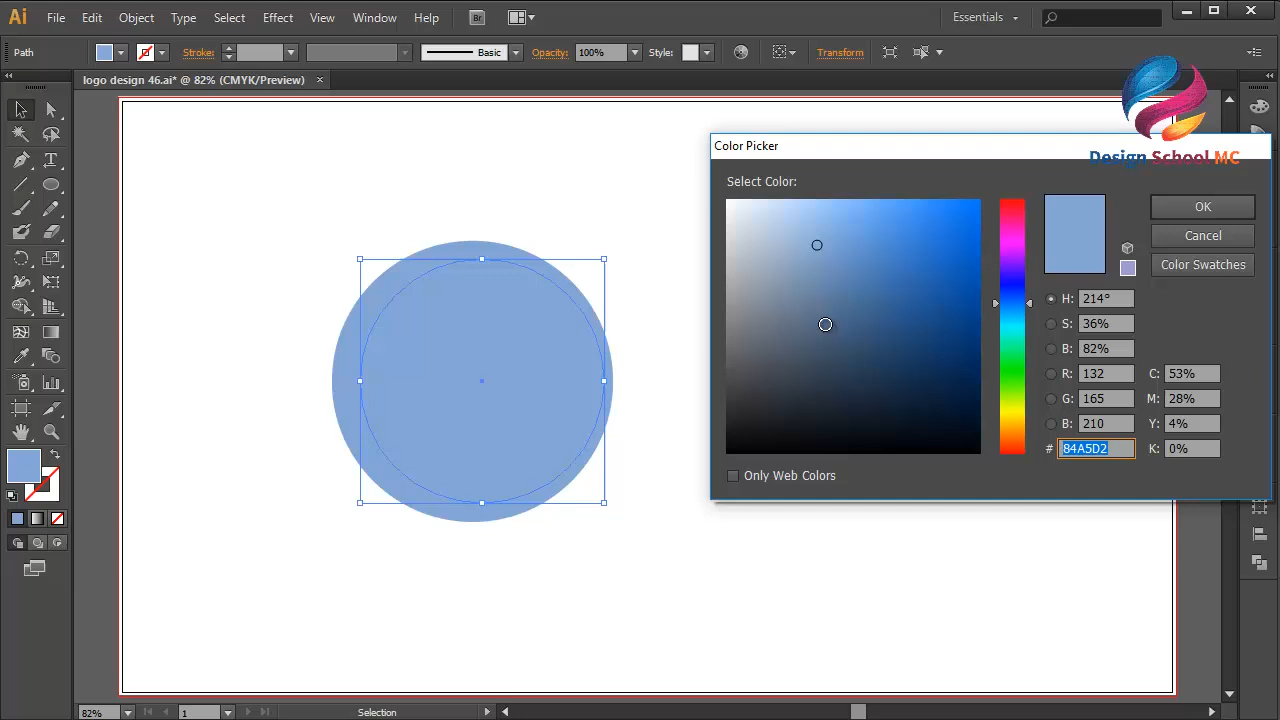 Ai File Edit Object Type Select Effect View Window Help Br Essentials
Path Stroke: Basic Opacity: 100% Style: Transform
logo design 46.ai* @ 82% (CMYK/Preview)
Design School MC
Color Picker
Select Color:
OK
Cancel
Color Swatches
H: 214°
S: 36%
B: 82%
R: 132 C: 53%
G: 165 M: 28%
B: 210 Y: 4%
# 84A5D2 K: 0%
Only Web Colors
82% 1 Selection